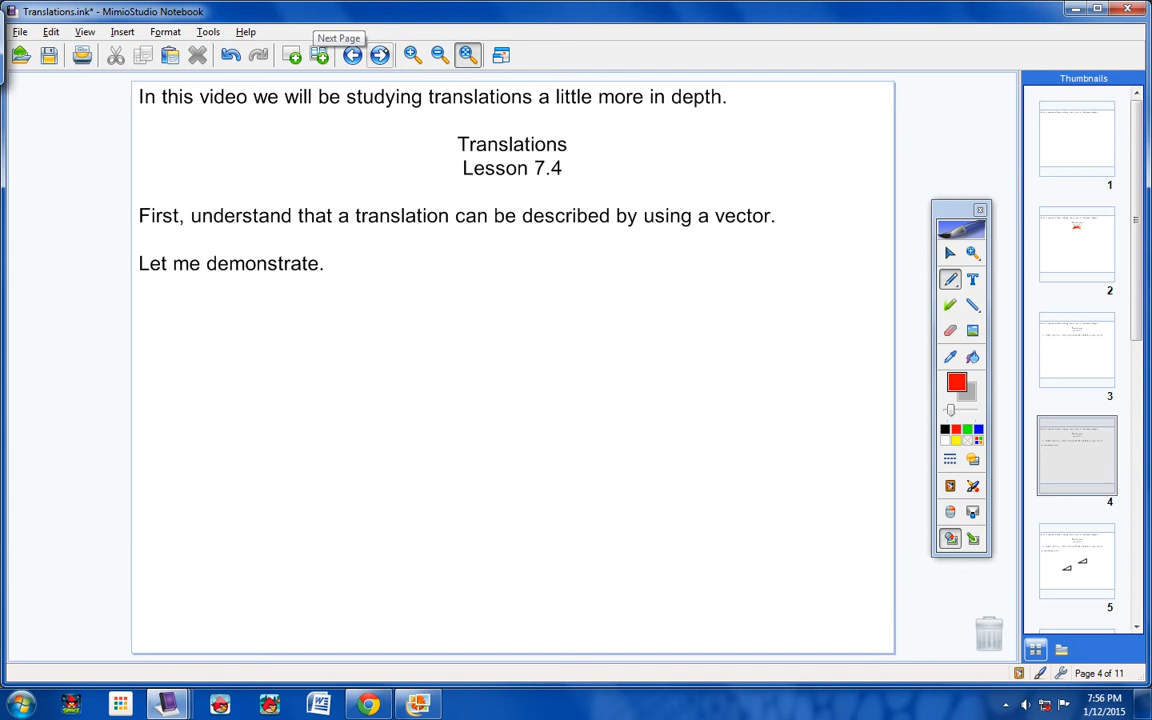 Translations.ink* - MimioStudio Notebook
File Edit View Insert Format Tools Help
Next Page
In this video we will be studying translations a little more in depth.
Translations
Lesson 7.4
First, understand that a translation can be described by using a vector.
Let me demonstrate.
Thumbnails
1
2
3
4
5
Page 4 of 11
7:56 PM
1/12/2015